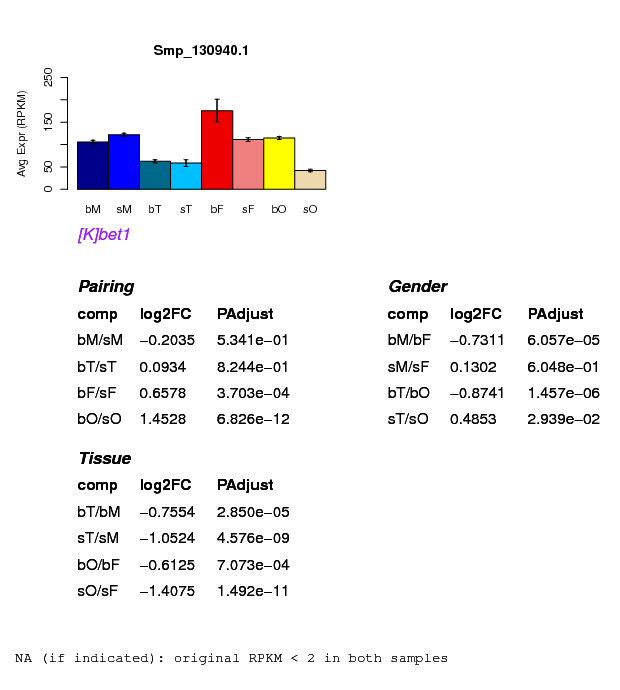 Smp_130940.1
Avg Expr (RPKM)
0 50 150 250
bM sM bT sT bF sF bO sO
[K]bet1
Pairing
comp log2FC PAdjust
bM/sM −0.2035 5.341e−01
bT/sT 0.0934 8.244e−01
bF/sF 0.6578 3.703e−04
bO/sO 1.4528 6.826e−12
Gender
comp log2FC PAdjust
bM/bF −0.7311 6.057e−05
sM/sF 0.1302 6.048e−01
bT/bO −0.8741 1.457e−06
sT/sO 0.4853 2.939e−02
Tissue
comp log2FC PAdjust
bT/bM −0.7554 2.850e−05
sT/sM −1.0524 4.576e−09
bO/bF −0.6125 7.073e−04
sO/sF −1.4075 1.492e−11
NA (if indicated): original RPKM < 2 in both samples